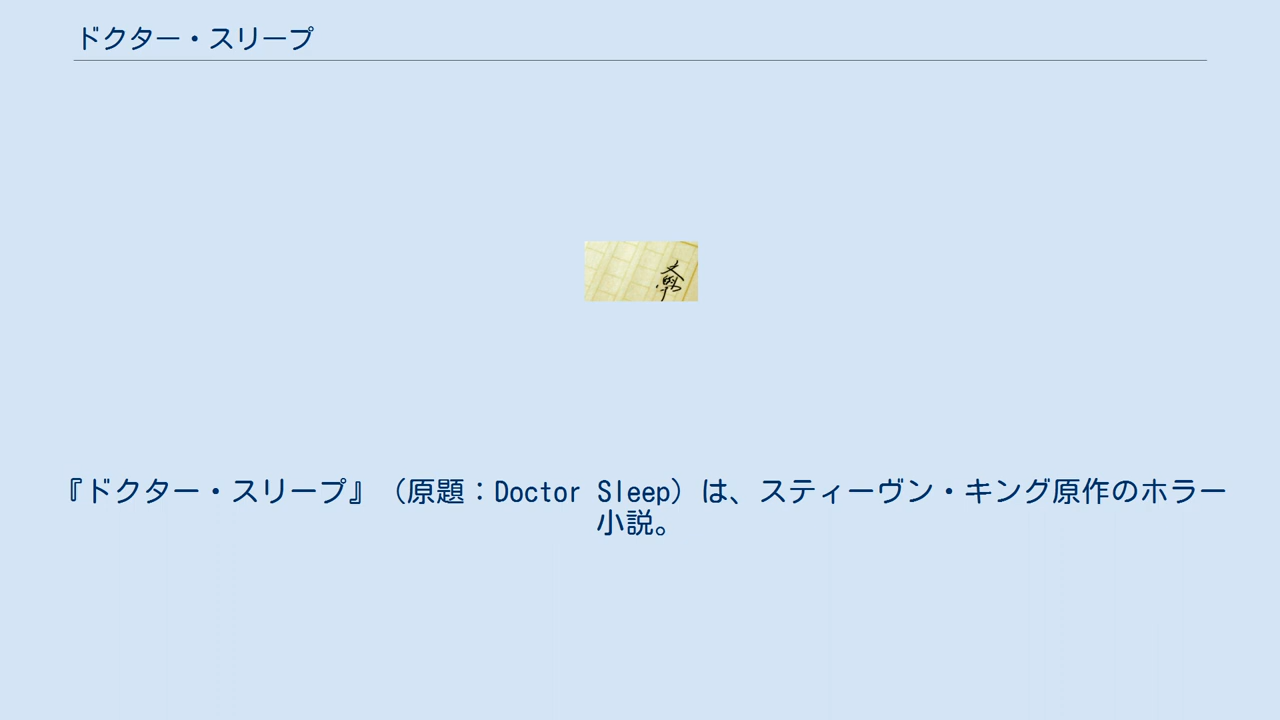 ドクター・スリープ
『ドクター・スリープ』（原題：Doctor Sleep）は、スティーヴン・キング原作のホラー
小説。